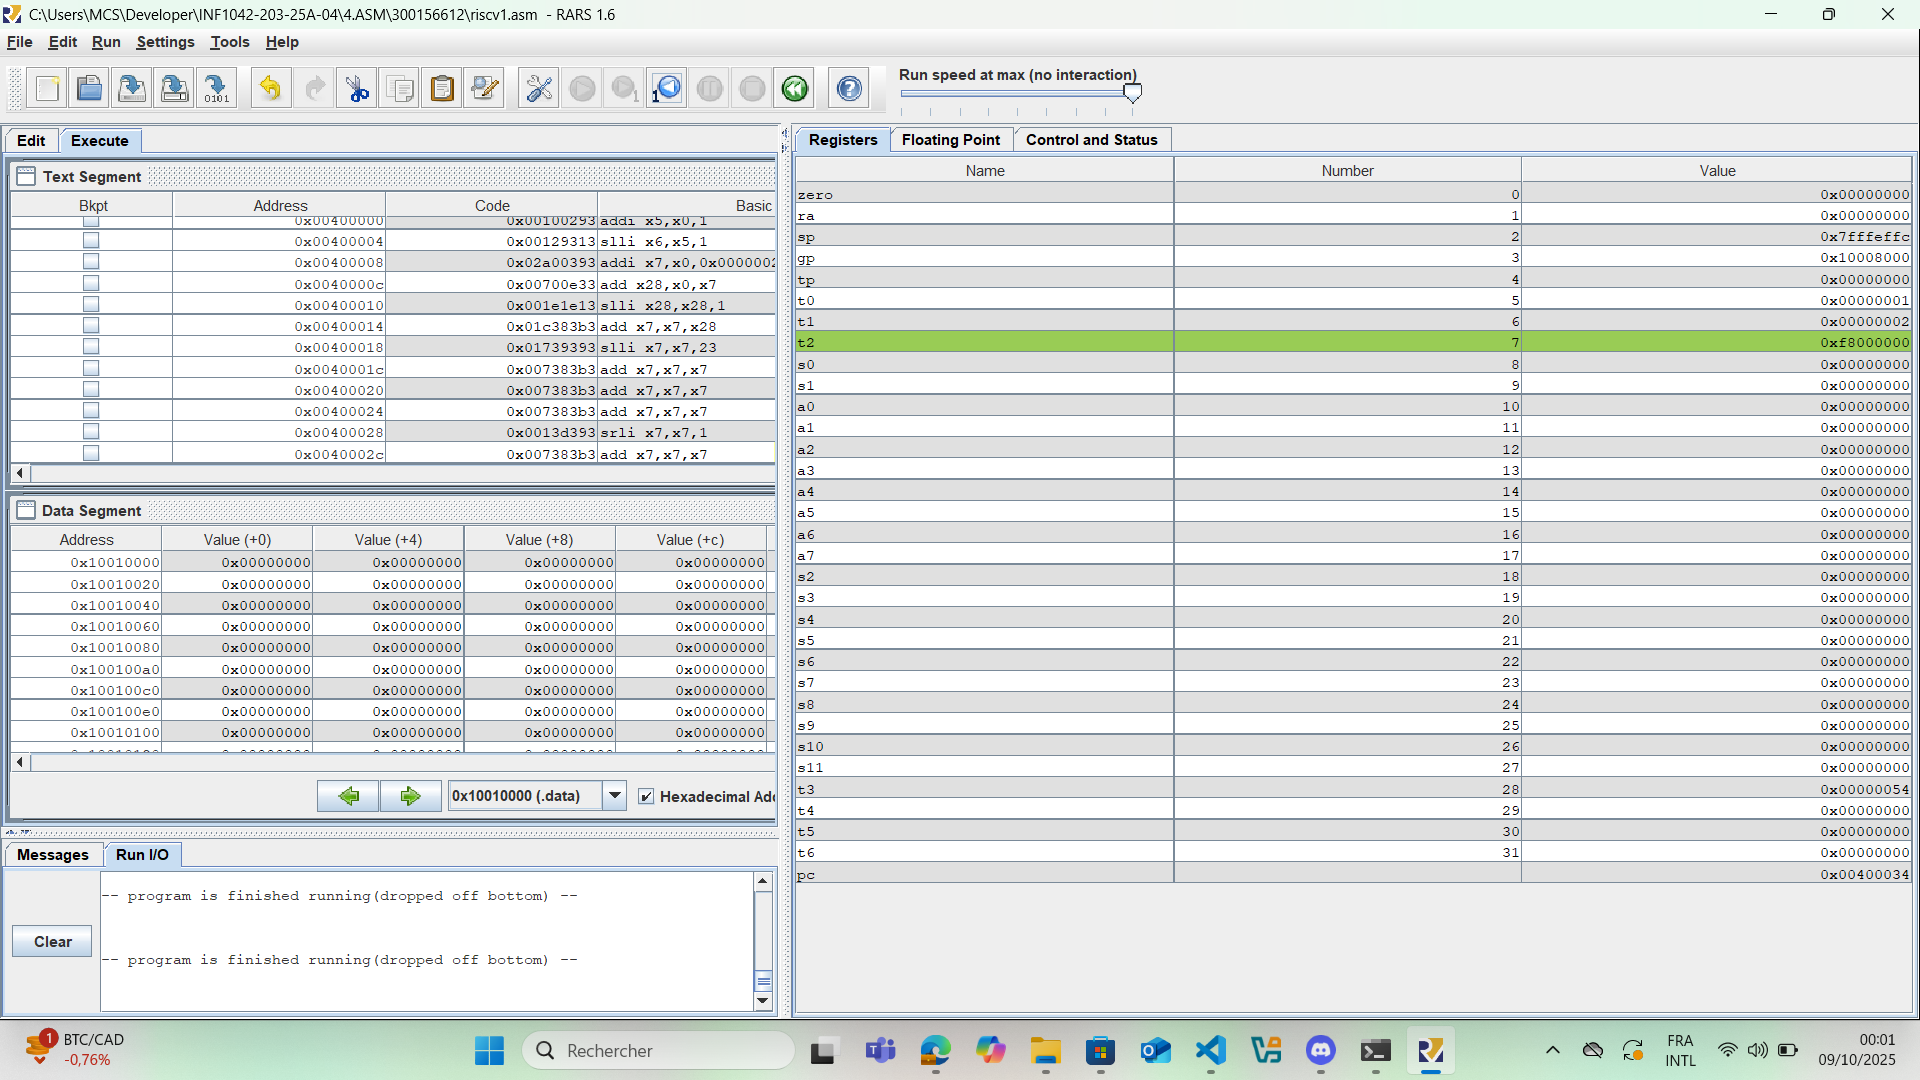 C:\Users\MCS\Developer\INF1042-203-25A-04\4.ASM\300156612\riscv1.asm - RARS 1.6
File Edit Run Settings Tools Help
Run speed at max (no interaction)
Edit Execute
Text Segment
Bkpt Address Code Basic
0x00400000 0x00100293 addi x5,x0,1
0x00400004 0x00129313 slli x6,x5,1
0x00400008 0x02a00393 addi x7,x0,0x0000002
0x0040000c 0x00700e33 add x28,x0,x7
0x00400010 0x001e1e13 slli x28,x28,1
0x00400014 0x01c383b3 add x7,x7,x28
0x00400018 0x01739393 slli x7,x7,23
0x0040001c 0x007383b3 add x7,x7,x7
0x00400020 0x007383b3 add x7,x7,x7
0x00400024 0x007383b3 add x7,x7,x7
0x00400028 0x0013d393 srli x7,x7,1
0x0040002c 0x007383b3 add x7,x7,x7
Data Segment
Address Value (+0) Value (+4) Value (+8) Value (+c)
0x10010000 0x00000000 0x00000000 0x00000000 0x00000000
0x10010020 0x00000000 0x00000000 0x00000000 0x00000000
0x10010040 0x00000000 0x00000000 0x00000000 0x00000000
0x10010060 0x00000000 0x00000000 0x00000000 0x00000000
0x10010080 0x00000000 0x00000000 0x00000000 0x00000000
0x100100a0 0x00000000 0x00000000 0x00000000 0x00000000
0x100100c0 0x00000000 0x00000000 0x00000000 0x00000000
0x100100e0 0x00000000 0x00000000 0x00000000 0x00000000
0x10010100 0x00000000 0x00000000 0x00000000 0x00000000
0x10010000 (.data) Hexadecimal Add
Messages Run I/O
-- program is finished running(dropped off bottom) --
Clear
-- program is finished running(dropped off bottom) --
Registers Floating Point Control and Status
Name Number Value
zero 0 0x00000000
ra 1 0x00000000
sp 2 0x7fffeffc
gp 3 0x10008000
tp 4 0x00000000
t0 5 0x00000001
t1 6 0x00000002
t2 7 0xf8000000
s0 8 0x00000000
s1 9 0x00000000
a0 10 0x00000000
a1 11 0x00000000
a2 12 0x00000000
a3 13 0x00000000
a4 14 0x00000000
a5 15 0x00000000
a6 16 0x00000000
a7 17 0x00000000
s2 18 0x00000000
s3 19 0x00000000
s4 20 0x00000000
s5 21 0x00000000
s6 22 0x00000000
s7 23 0x00000000
s8 24 0x00000000
s9 25 0x00000000
s10 26 0x00000000
s11 27 0x00000000
t3 28 0x00000054
t4 29 0x00000000
t5 30 0x00000000
t6 31 0x00000000
pc 0x00400034
1 BTC/CAD
-0,76%
Rechercher
FRA
INTL
00:01
09/10/2025